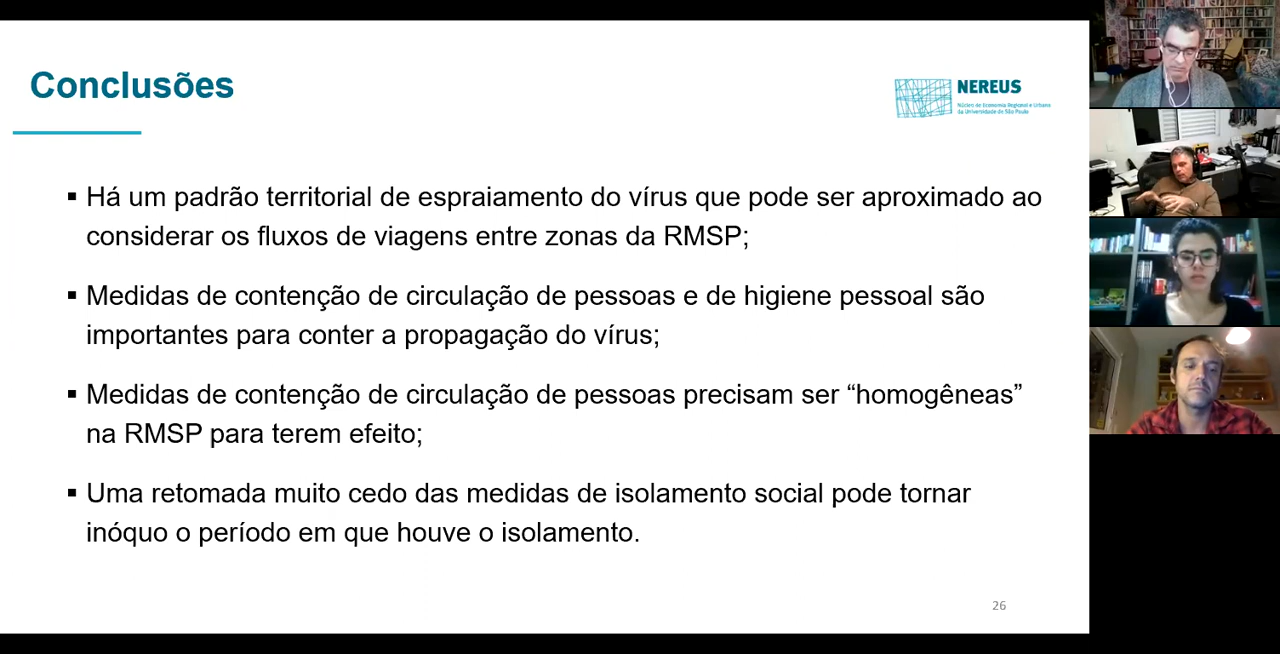 Conclusões
NEREUS
Núcleo de Economia Regional e Urbana
da Universidade de São Paulo
▪ Há um padrão territorial de espraiamento do vírus que pode ser aproximado ao
considerar os fluxos de viagens entre zonas da RMSP;
▪ Medidas de contenção de circulação de pessoas e de higiene pessoal são
importantes para conter a propagação do vírus;
▪ Medidas de contenção de circulação de pessoas precisam ser “homogêneas”
na RMSP para terem efeito;
▪ Uma retomada muito cedo das medidas de isolamento social pode tornar
inóquo o período em que houve o isolamento.
26